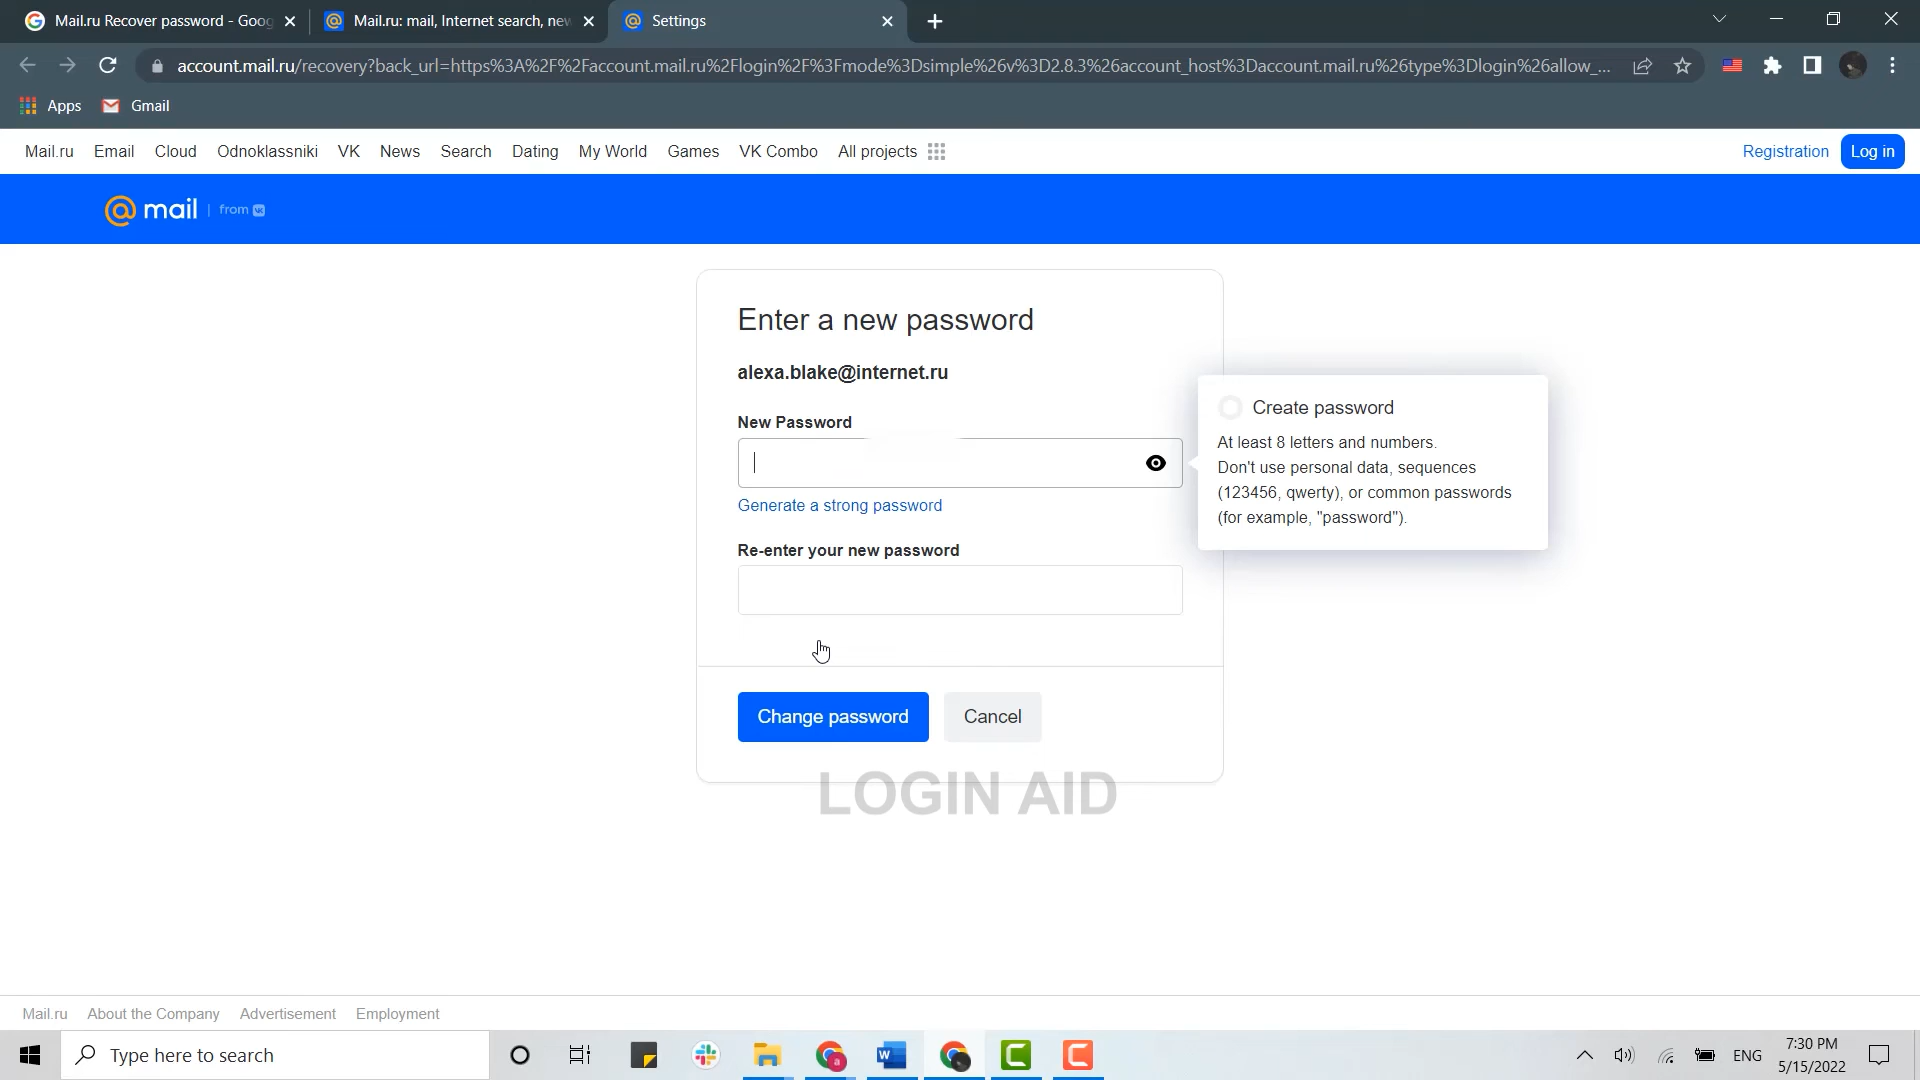 Mail.ru Recover password - Goog
Mail.ru: mail, Internet search, new
Settings
account.mail.ru/recovery?back_url=https%3A%2F%2Faccount.mail.ru%2Flogin%2F%3Fmode%3Dsimple%26v%3D2.8.3%26account_host%3Daccount.mail.ru%26type%3Dlogin%26allow_...
Apps Gmail
Mail.ru Email Cloud Odnoklassniki VK News Search Dating My World Games VK Combo All projects
Registration Log in
@mail | from VK
Enter a new password
alexa.blake@internet.ru
New Password
Generate a strong password
Create password
At least 8 letters and numbers.
Don't use personal data, sequences
(123456, qwerty), or common passwords
(for example, "password").
Re-enter your new password
Change password Cancel
LOGIN AID
Mail.ru About the Company Advertisement Employment
Type here to search
ENG
7:30 PM
5/15/2022